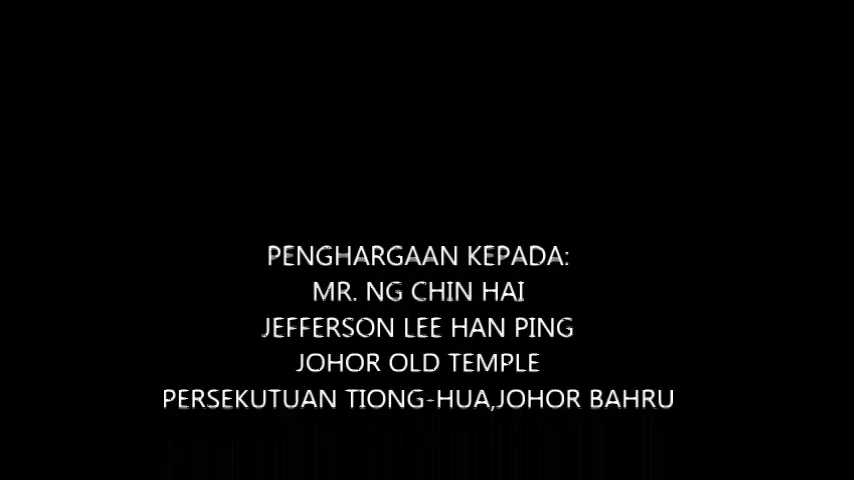 PENGHARGAAN KEPADA:
MR. NG CHIN HAI
JEFFERSON LEE HAN PING
JOHOR OLD TEMPLE
PERSEKUTUAN TIONG-HUA,JOHOR BAHRU